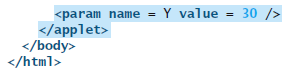 <param name = Y value = 30 />
</applet>
</body>
</html>